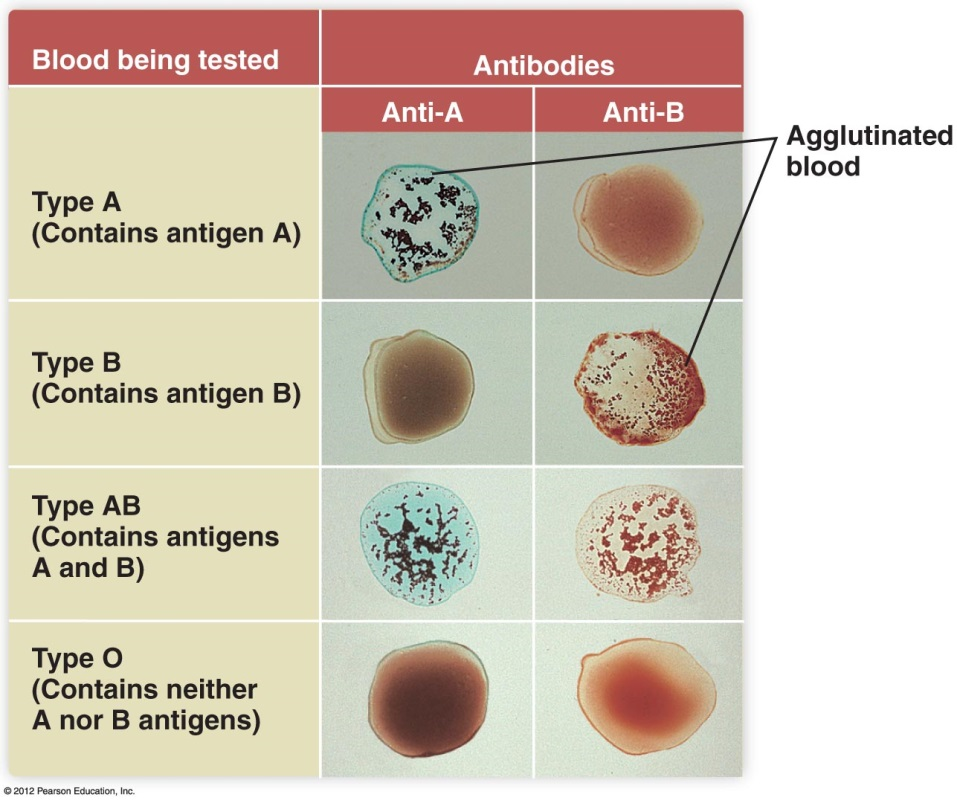 Blood being tested
Antibodies
Anti-A
Anti-B
Agglutinated
blood
Type A
(Contains antigen A)
Type B
(Contains antigen B)
Type AB
(Contains antigens
A and B)
Type O
(Contains neither
A nor B antigens)
© 2012 Pearson Education, Inc.